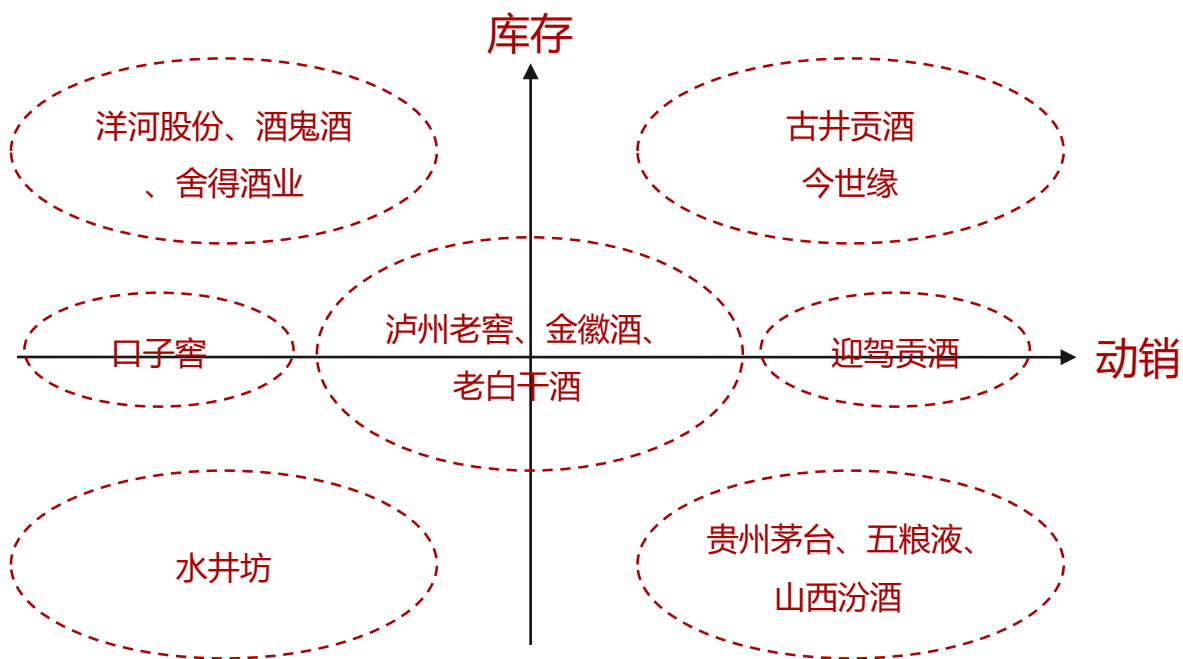 库存
洋河股份、酒鬼酒
、舍得酒业
古井贡酒
今世缘
口子窖
泸州老窖、金徽酒、
老白干酒
迎驾贡酒
动销
水井坊
贵州茅台、五粮液、
山西汾酒